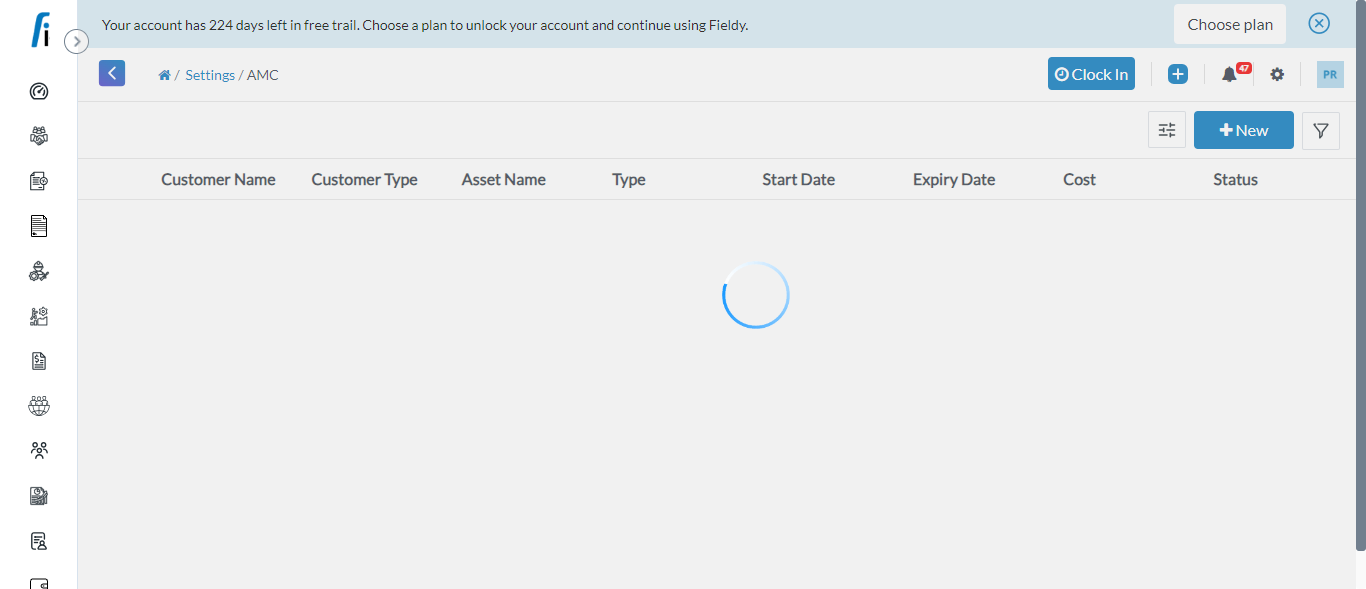 fi
Your account has 224 days left in free trail. Choose a plan to unlock your account and continue using Fieldy.
Choose plan
/ Settings / AMC
Clock In
47
PR
New
Customer Name Customer Type Asset Name Type Start Date Expiry Date Cost Status